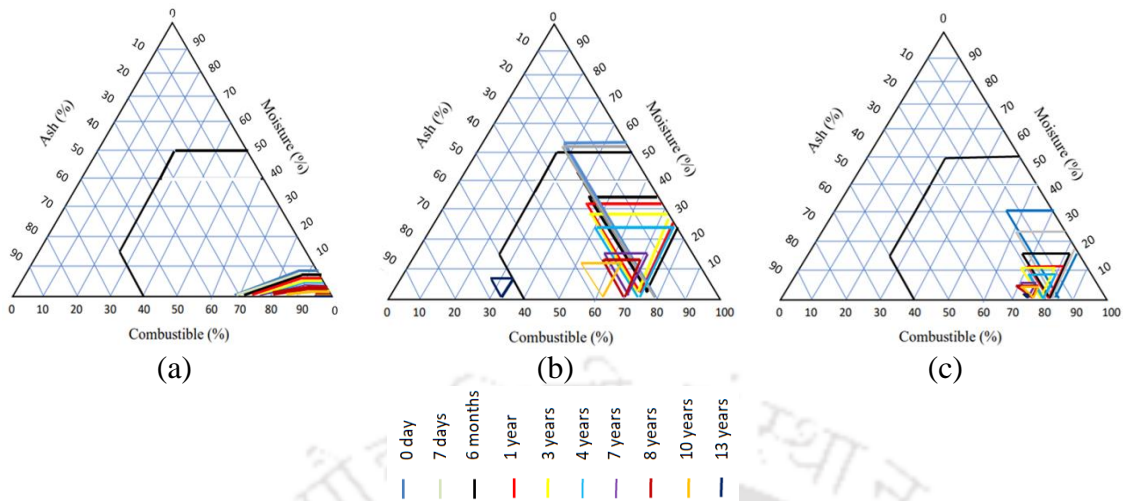 0
10 90
20 80
30 70
40 60
50 50
60 40
70 30
80 20
90 10
Ash (%)
Moisture (%)
0 10 20 30 40 50 60 70 80 90 0
Combustible (%)
(a)
0
10 90
20 80
30 70
40 60
50 50
60 40
70 30
80 20
90 10
Ash (%)
Moisture (%)
0 10 20 30 40 50 60 70 80 90 100
Combustible (%)
(b)
0
10 90
20 80
30 70
40 60
50 50
60 40
70 30
80 20
90 10
Ash (%)
Moisture (%)
0 10 20 30 40 50 60 70 80 90 100
Combustible (%)
(c)
0 day
7 days
6 months
1 year
3 years
4 years
7 years
8 years
10 years
13 years